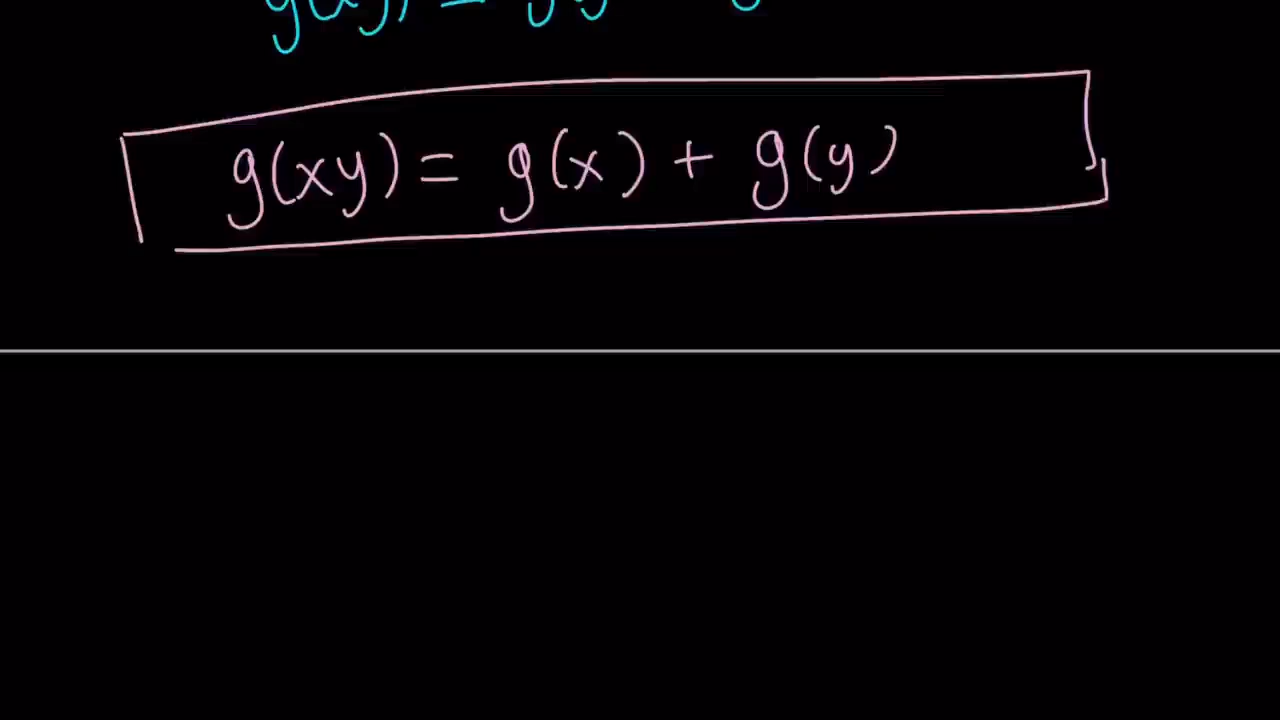 g(xy) = g(x) + g(y)